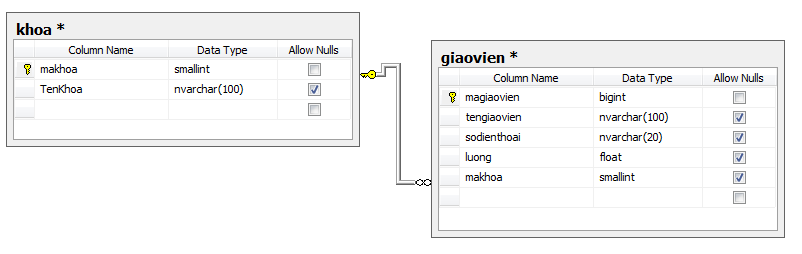 khoa *
Column Name Data Type Allow Nulls
makhoa smallint
TenKhoa nvarchar(100)
giaovien *
Column Name Data Type Allow Nulls
magiaovien bigint
tengiaovien nvarchar(100)
sodienthoai nvarchar(20)
luong float
makhoa smallint